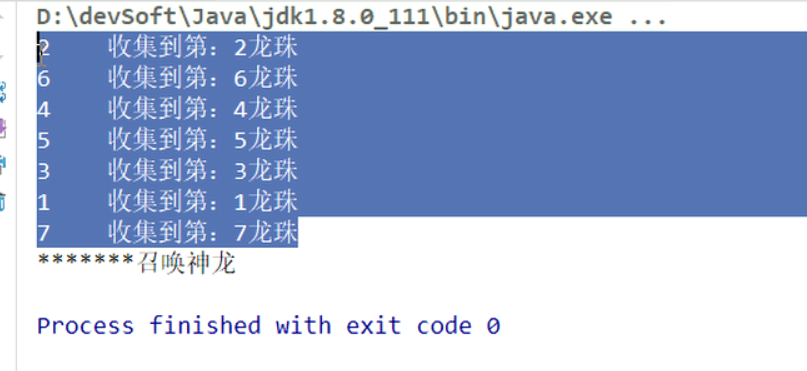 D:\devSoft\Java\jdk1.8.0_111\bin\java.exe ...
2 收集到第：2龙珠
6 收集到第：6龙珠
4 收集到第：4龙珠
5 收集到第：5龙珠
3 收集到第：3龙珠
1 收集到第：1龙珠
7 收集到第：7龙珠
*******召唤神龙
Process finished with exit code 0